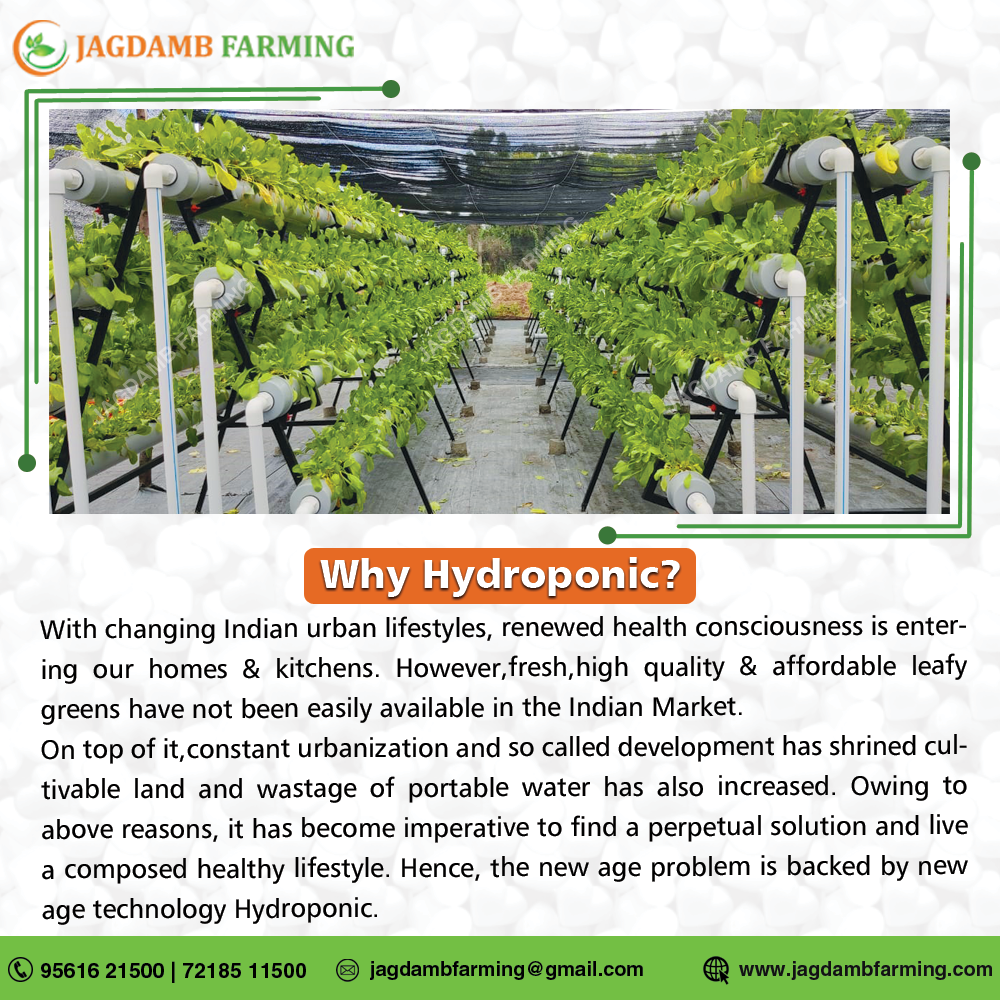 JAGDAMB FARMING
JAGDAMB FARMING
JAGDAMB FARMING
Why Hydroponic?
With changing Indian urban lifestyles, renewed health consciousness is enter-
ing our homes & kitchens. However,fresh,high quality & affordable leafy
greens have not been easily available in the Indian Market.
On top of it,constant urbanization and so called development has shrined cul-
tivable land and wastage of portable water has also increased. Owing to
above reasons, it has become imperative to find a perpetual solution and live
a composed healthy lifestyle. Hence, the new age problem is backed by new
age technology Hydroponic.
95616 21500 | 72185 11500
jagdambfarming@gmail.com
www.jagdambfarming.com